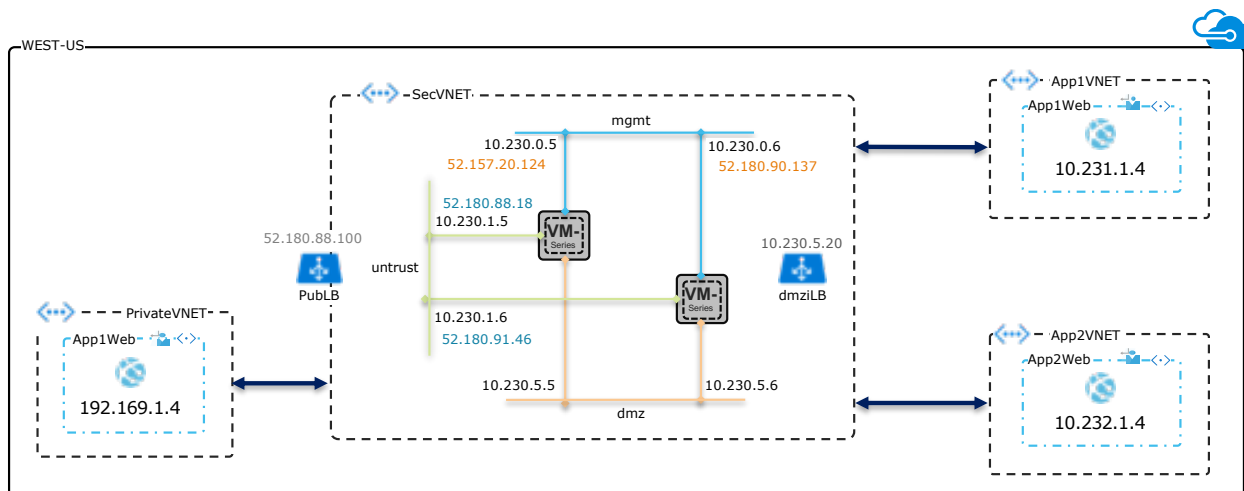 WEST-US
SecVNET
App1VNET
mgmt
App1Web
10.230.0.5
10.230.0.6
52.157.20.124
52.180.90.137
10.231.1.4
52.180.88.18
10.230.1.5
VM-
Series
52.180.88.100
10.230.5.20
untrust
PubLB
dmziLB
VM-
Series
PrivateVNET
10.230.1.6
App1Web
52.180.91.46
App2VNET
App2Web
192.169.1.4
10.230.5.5
10.230.5.6
dmz
10.232.1.4